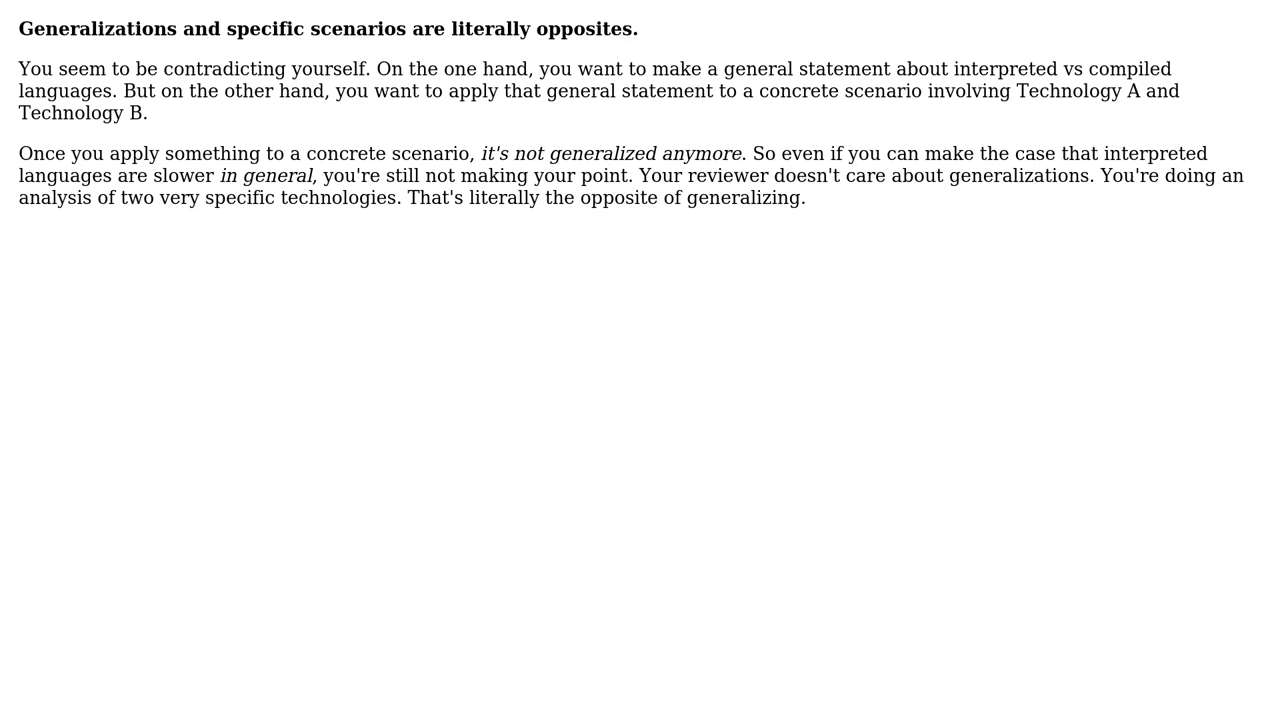 Generalizations and specific scenarios are literally opposites.
You seem to be contradicting yourself. On the one hand, you want to make a general statement about interpreted vs compiled
languages. But on the other hand, you want to apply that general statement to a concrete scenario involving Technology A and
Technology B.
Once you apply something to a concrete scenario, it's not generalized anymore. So even if you can make the case that interpreted
languages are slower in general, you're still not making your point. Your reviewer doesn't care about generalizations. You're doing an
analysis of two very specific technologies. That's literally the opposite of generalizing.